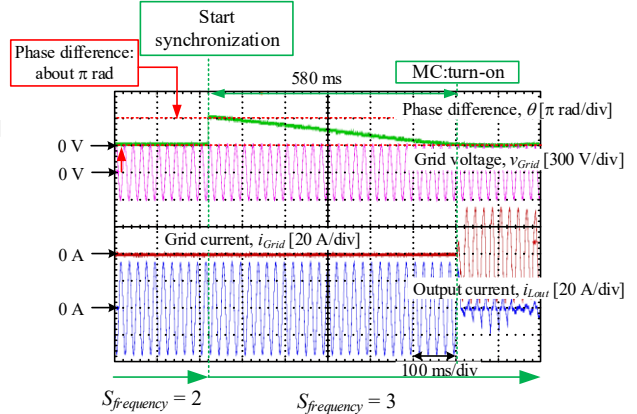 Start
synchronization
Phase difference:
about π rad
580 ms
MC:turn-on
Phase difference, θ [π rad/div]
0 V
Grid voltage, vGrid [300 V/div]
0 V
Grid current, iGrid [20 A/div]
0 A
Output current, iLout [20 A/div]
0 A
100 ms/div
Sfrequency = 2
Sfrequency = 3